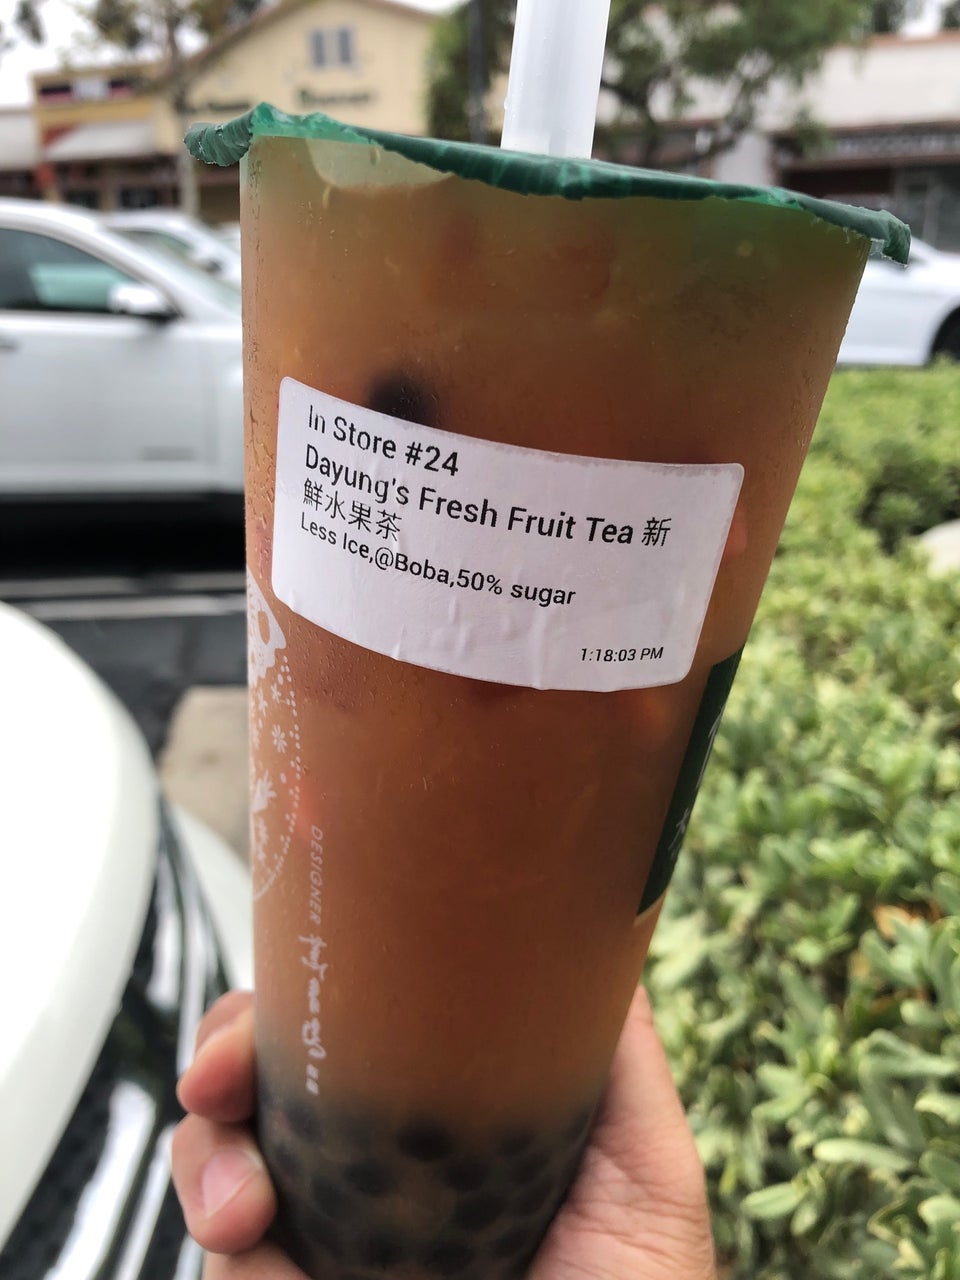 In Store #24
Dayung's Fresh Fruit Tea 新
鮮水果茶
Less Ice,@Boba,50% sugar
1:18:03 PM
DESIGNER